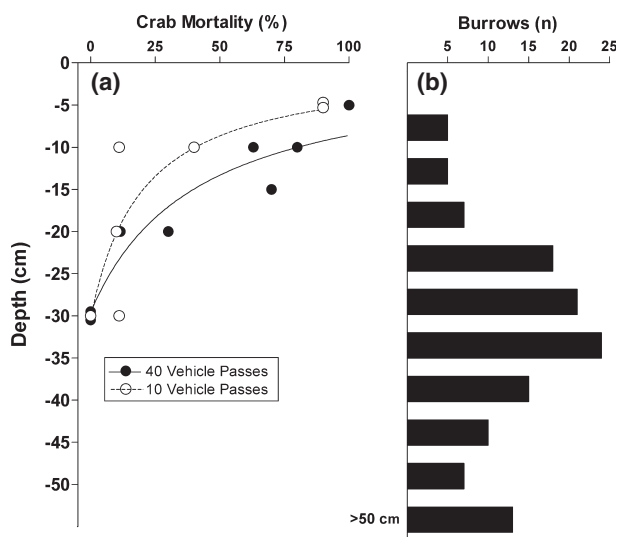 Crab Mortality (%)
Burrows (n)
0 25 50 75 100
5 10 15 20 25
(a)
(b)
0
-5
-10
-15
-20
-25
-30
-35
-40
-45
-50
Depth (cm)
40 Vehicle Passes
10 Vehicle Passes
>50 cm